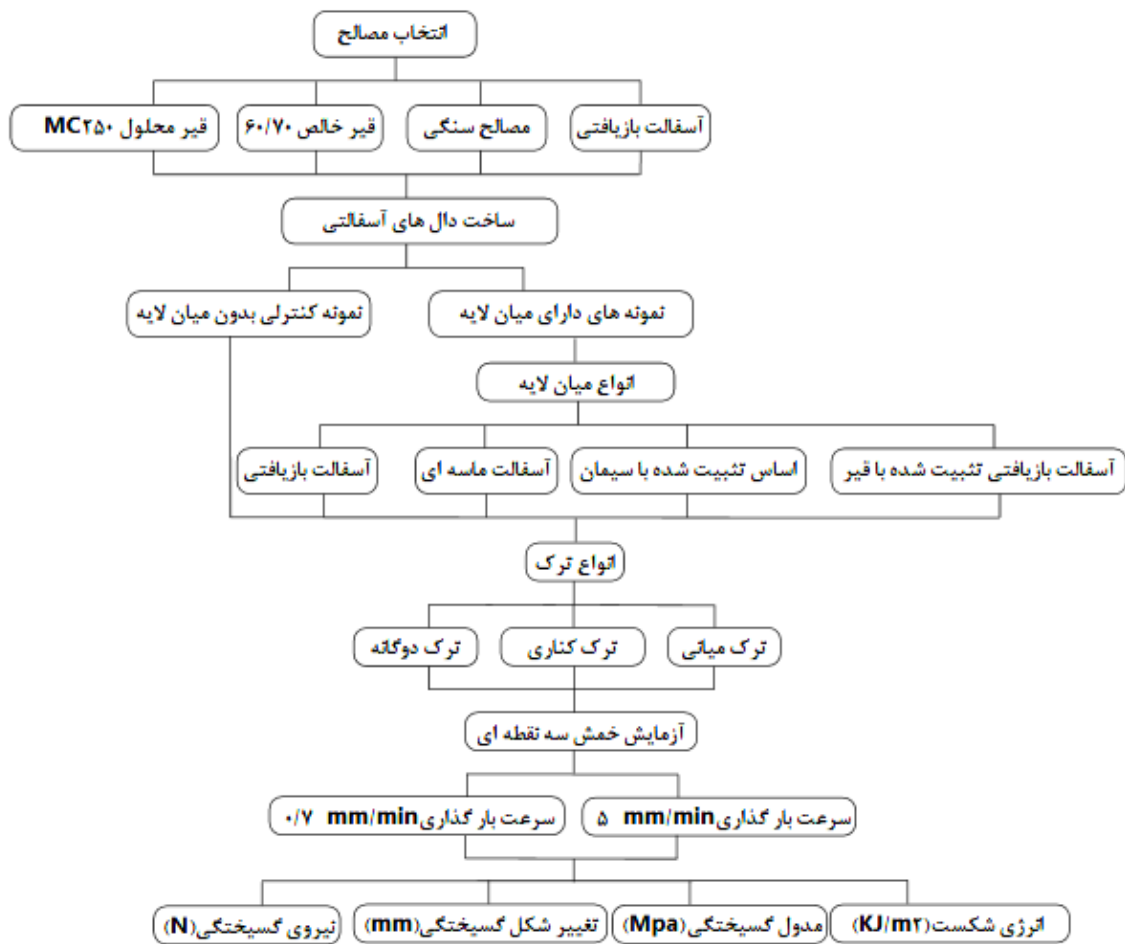 انتخاب مصالح
آسفالت بازیافتی
مصالح سنگی
قیر خالص ۶۰/۷۰
قیر محلول MC۲۵۰
ساخت دال های آسفالتی
نمونه های دارای میان لایه
نمونه کنترلی بدون میان لایه
انواع میان لایه
آسفالت بازیافتی تثبیت شده با قیر
اساس تثبیت شده با سیمان
آسفالت ماسه ای
آسفالت بازیافتی
انواع ترک
ترک میانی
ترک کناری
ترک دوگانه
آزمایش خمش سه نقطه ای
سرعت بار گذاری mm/min ۵
سرعت بار گذاری mm/min ۰/۷
انرژی شکست (KJ/m۲)
مدول گسیختگی (Mpa)
تغییر شکل گسیختگی (mm)
نیروی گسیختگی (N)